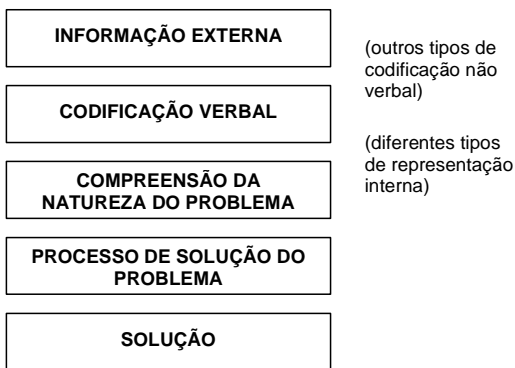 INFORMAÇÃO EXTERNA
(outros tipos de
codificação não
verbal)
CODIFICAÇÃO VERBAL
(diferentes tipos
de representação
interna)
COMPREENSÃO DA
NATUREZA DO PROBLEMA
PROCESSO DE SOLUÇÃO DO
PROBLEMA
SOLUÇÃO